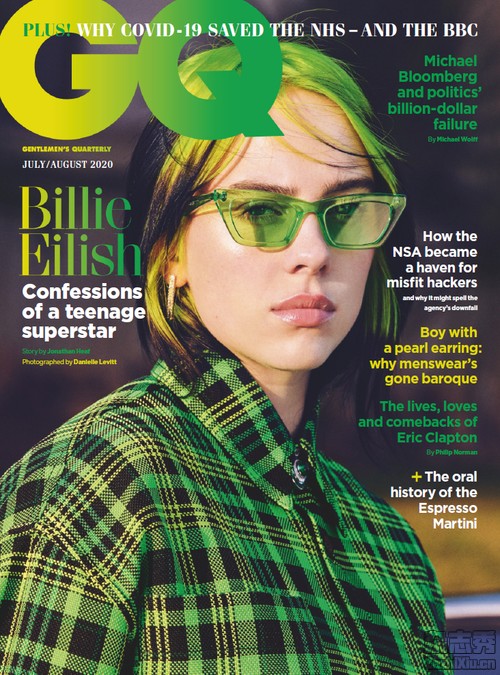 PLUS! WHY COVID-19 SAVED THE NHS – AND THE BBC
GQ
GENTLEMEN'S QUARTERLY
JULY/AUGUST 2020
Michael
Bloomberg
and politics'
billion-dollar
failure
By Michael Wolff
Billie
Eilish
Confessions
of a teenage
superstar
Story by Jonathan Heaf
Photographed by Danielle Levitt
How the
NSA became
a haven for
misfit hackers
and why it might spell the
agency's downfall
Boy with
a pearl earring:
why menswear's
gone baroque
The lives, loves
and comebacks of
Eric Clapton
By Philip Norman
+ The oral
history of the
Espresso
Martini
杂志秀